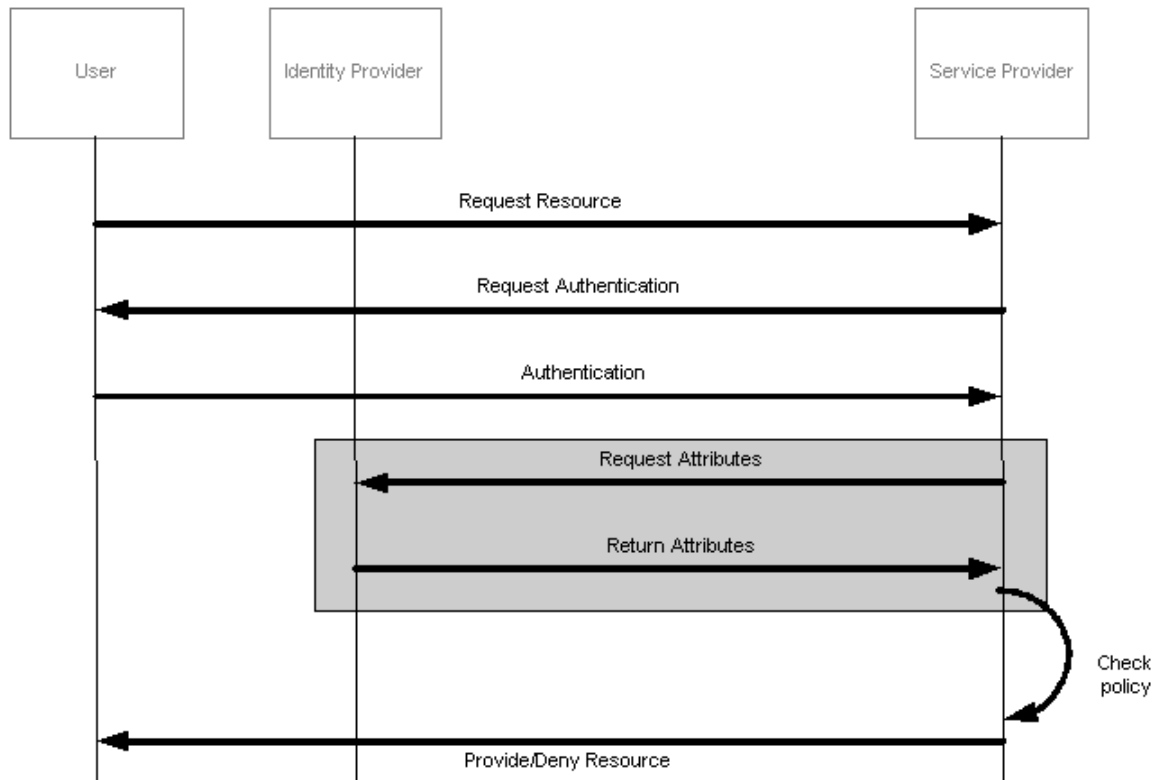 User
Identity Provider
Service Provider
Request Resource
Request Authentication
Authentication
Request Attributes
Return Attributes
Check
policy
Provide/Deny Resource